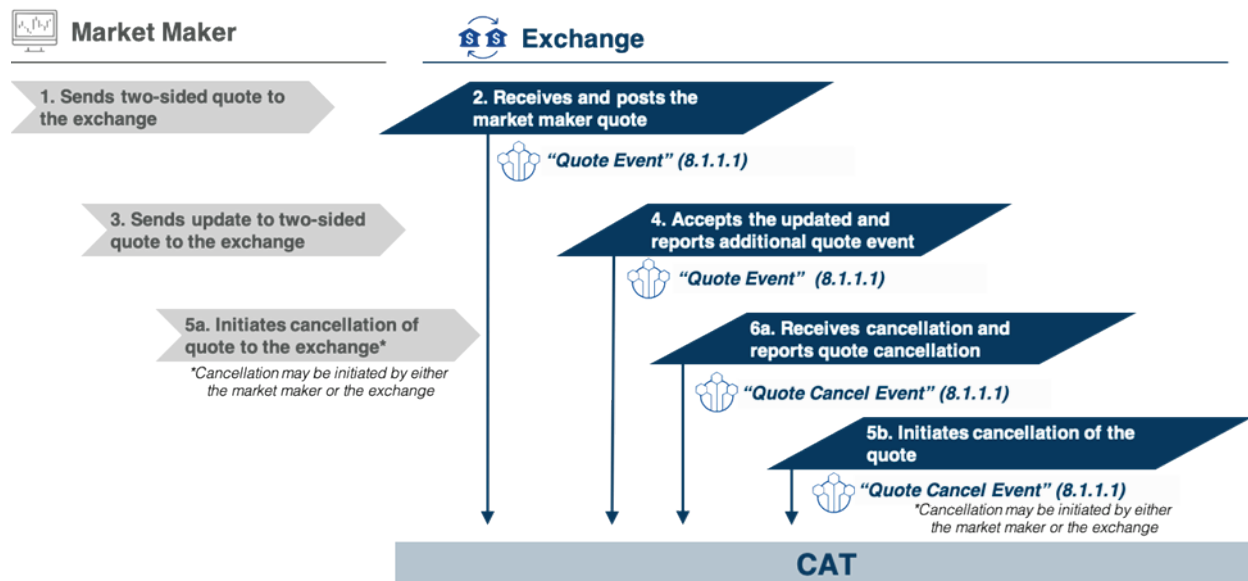 Market Maker
Exchange
1. Sends two-sided quote to
the exchange
2. Receives and posts the
market maker quote
“Quote Event” (8.1.1.1)
3. Sends update to two-sided
quote to the exchange
4. Accepts the updated and
reports additional quote event
“Quote Event”  (8.1.1.1)
5a. Initiates cancellation of
quote to the exchange*
*Cancellation may be initiated by either
the market maker or the exchange
6a. Receives cancellation and
reports quote cancellation
“Quote Cancel Event” (8.1.1.1)
5b. Initiates cancellation of the
quote
“Quote Cancel Event” (8.1.1.1)
*Cancellation may be initiated by either
the market maker or the exchange
CAT